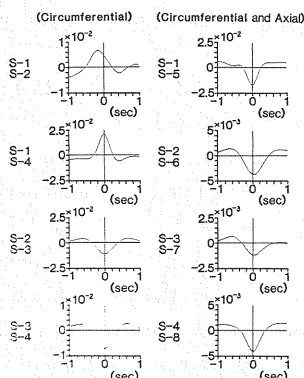 (Circumferential) (Circumferential and Axial)
S-1
S-2
1 ×10⁻²
0
-1
-1 0 1
(sec)
S-1
S-5
2.5 ×10⁻²
0
-2.5
-1 0 1
(sec)
S-1
S-4
2.5 ×10⁻²
0
-2.5
-1 0 1
(sec)
S-2
S-6
5 ×10⁻³
0
-5
-1 0 1
(sec)
S-2
S-3
2.5 ×10⁻²
0
-2.5
-1 0 1
(sec)
S-3
S-7
2.5 ×10⁻³
0
-2.5
-1 0 1
(sec)
S-3
S-4
1 ×10⁻²
0
-1
-1 0 1
(sec)
S-4
S-8
5 ×10⁻³
0
-5
-1 0 1
(sec)